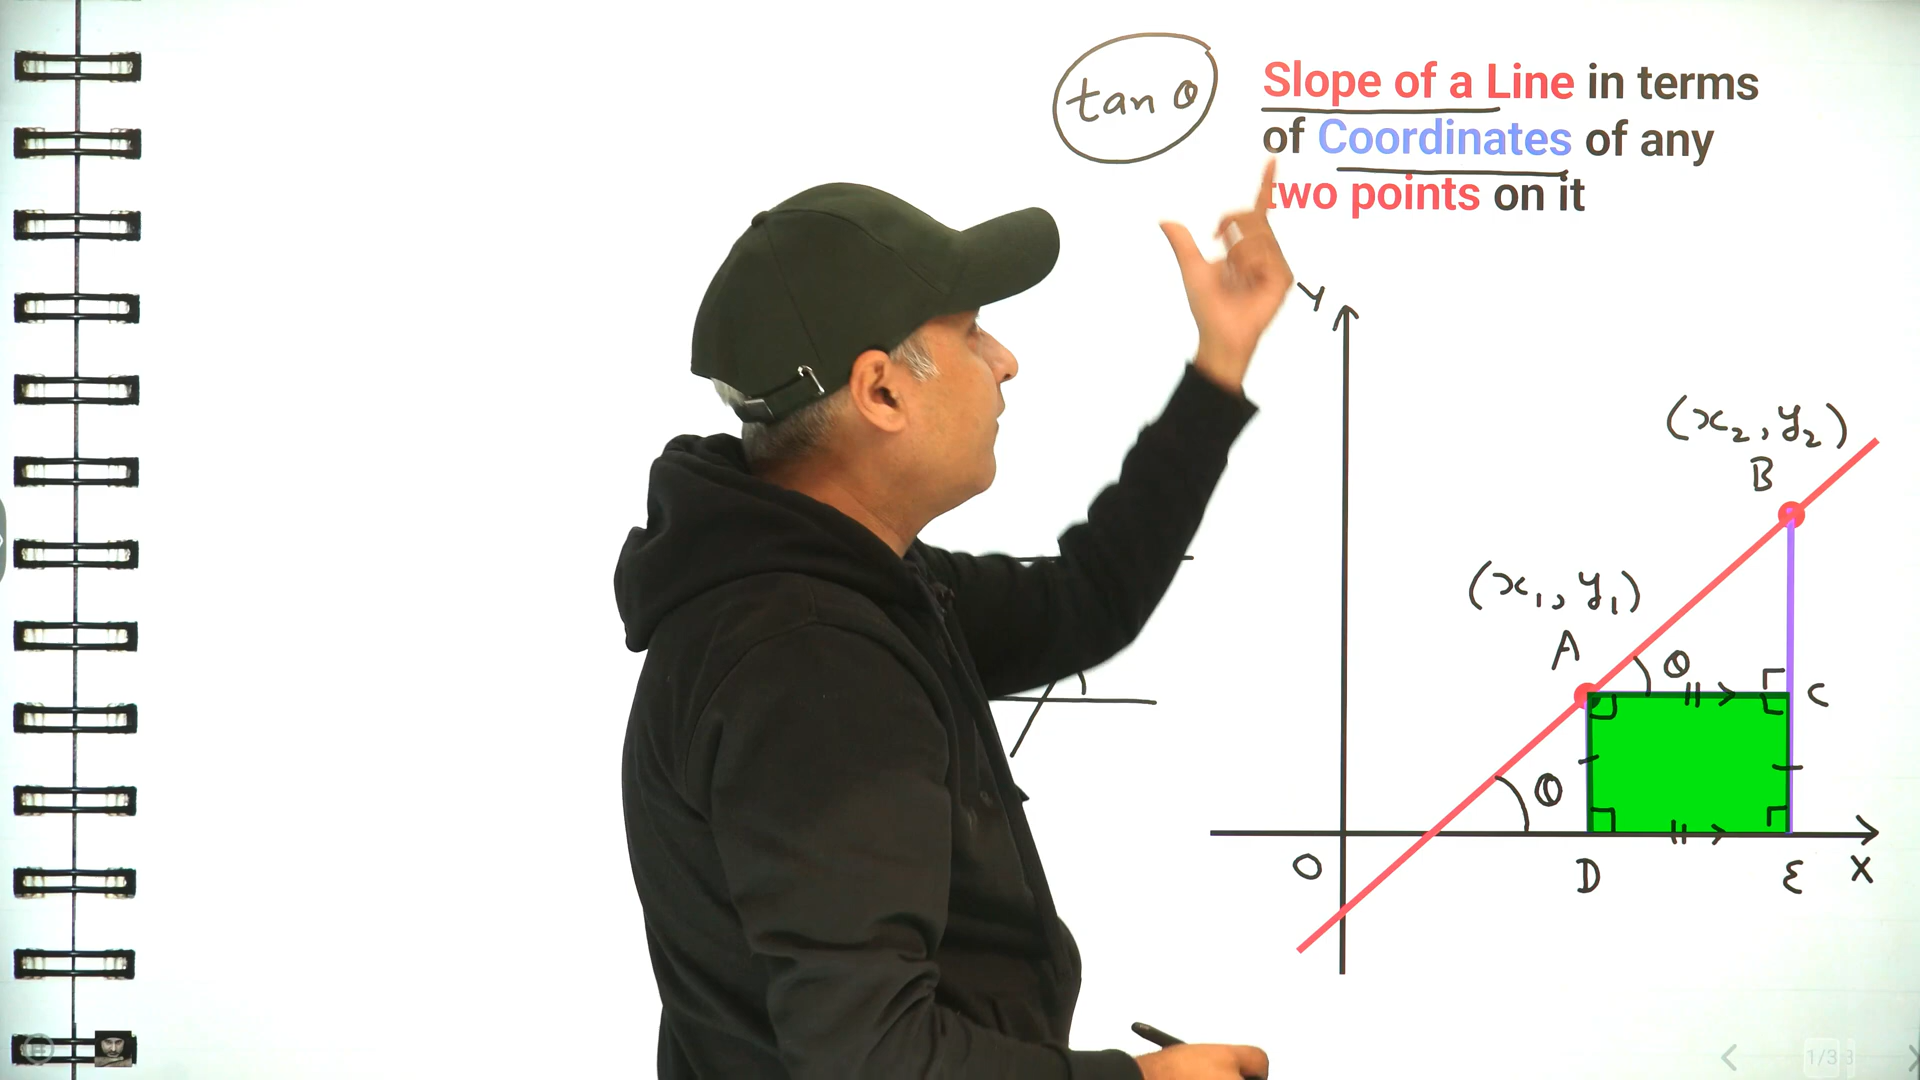 tan θ
Slope of a Line in terms
of Coordinates of any
two points on it
Y
(x₂, y₂)
B
(x₁, y₁)
A
θ
C
θ
O
D
E
X
1/3